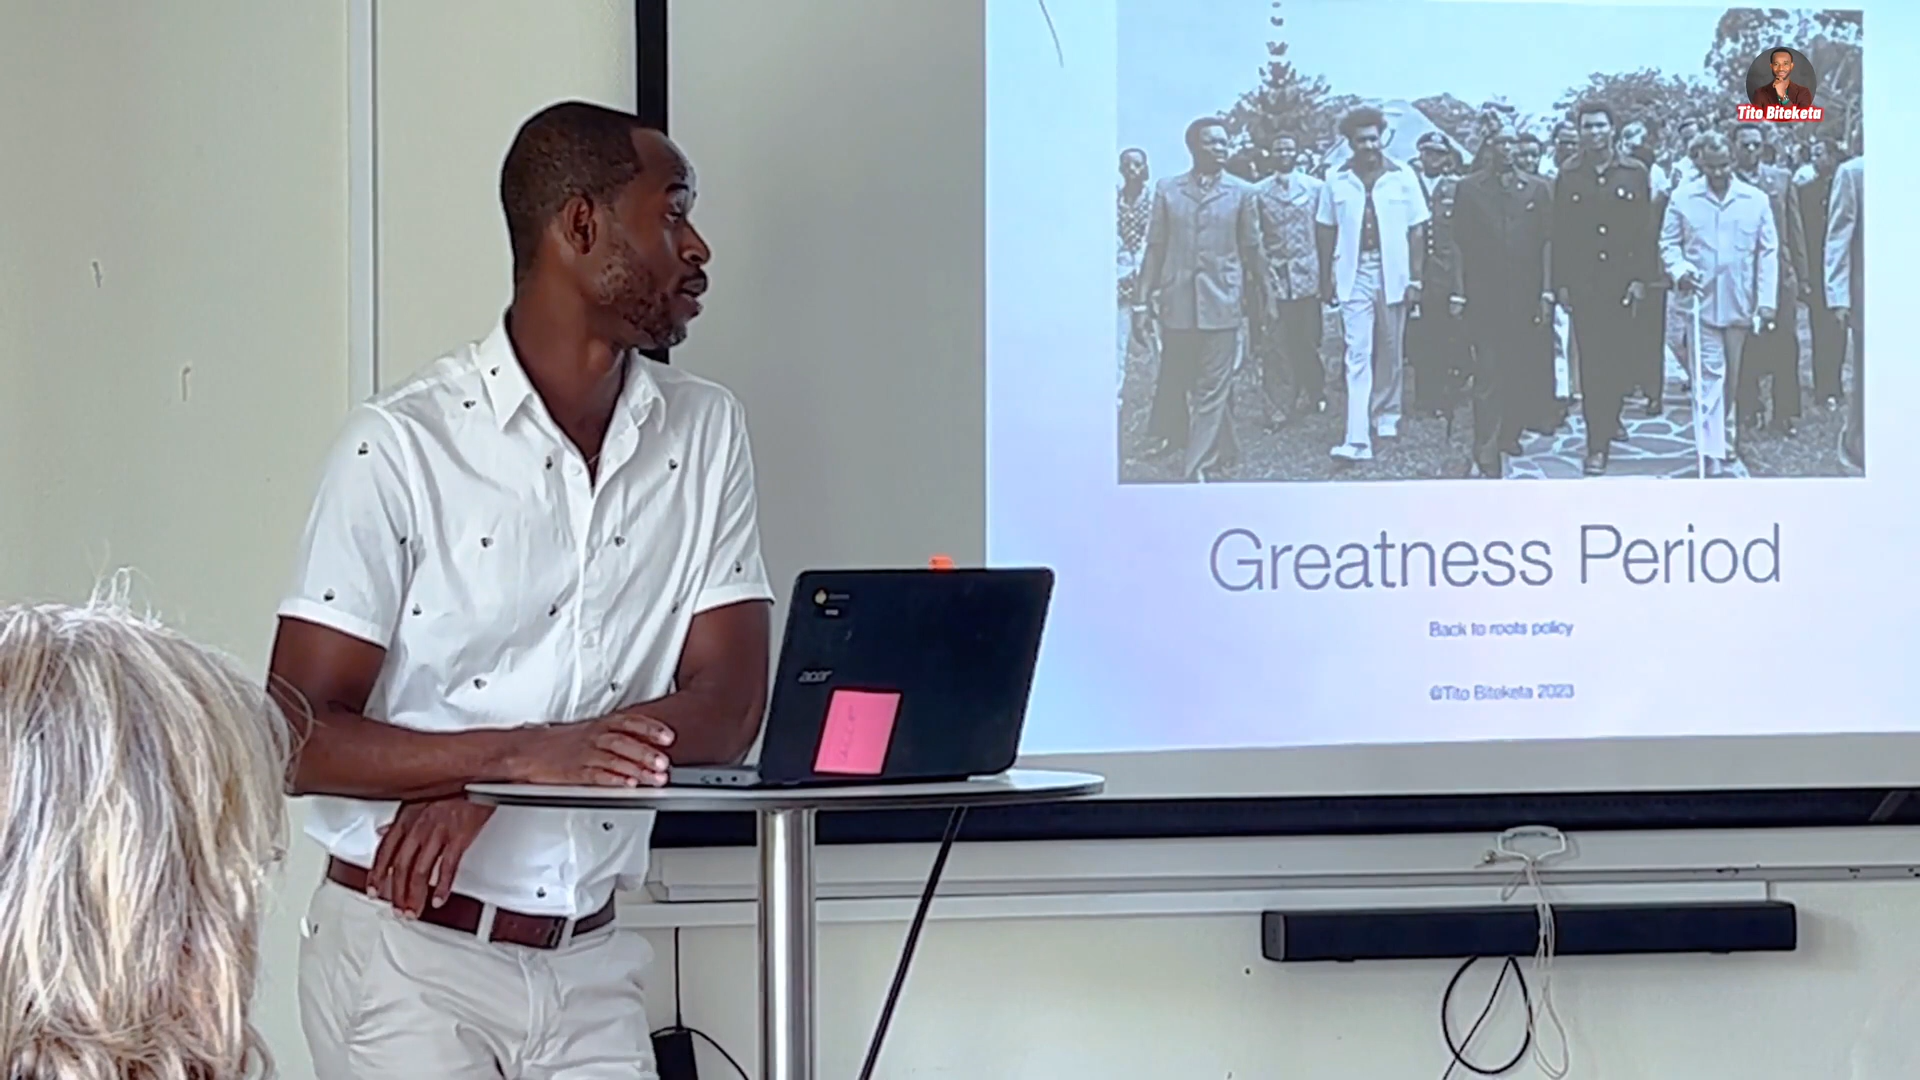 Tito Biteketa
Greatness Period
Back to roots policy
@Tito Biteketa 2023
acer